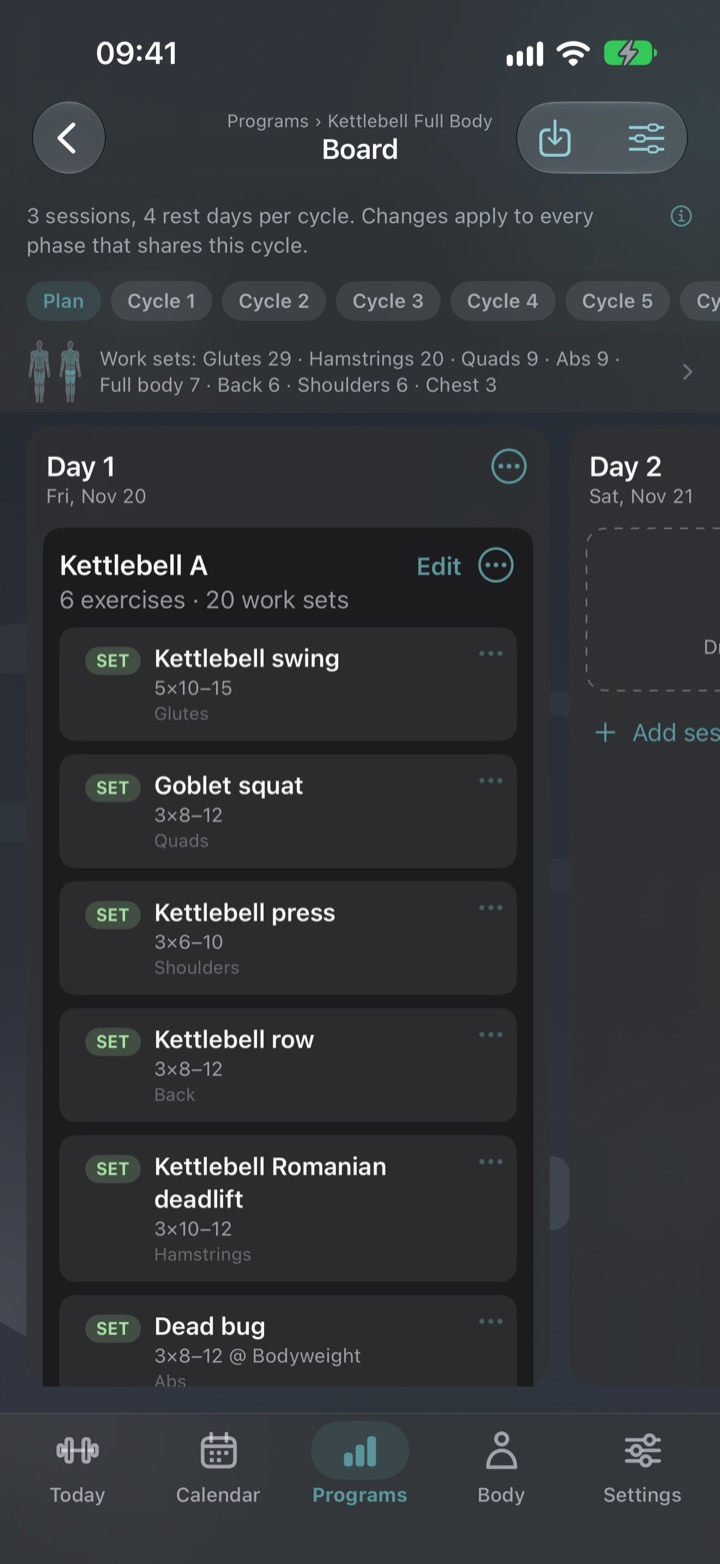 09:41
Programs › Kettlebell Full Body
Board
3 sessions, 4 rest days per cycle. Changes apply to every
phase that shares this cycle.
Plan
Cycle 1
Cycle 2
Cycle 3
Cycle 4
Cycle 5
Cy
Work sets: Glutes 29 · Hamstrings 20 · Quads 9 · Abs 9 ·
Full body 7 · Back 6 · Shoulders 6 · Chest 3
Day 1
Fri, Nov 20
Kettlebell A
Edit
6 exercises · 20 work sets
SET
Kettlebell swing
5×10–15
Glutes
SET
Goblet squat
3×8–12
Quads
SET
Kettlebell press
3×6–10
Shoulders
SET
Kettlebell row
3×8–12
Back
SET
Kettlebell Romanian
deadlift
3×10–12
Hamstrings
SET
Dead bug
3×8–12 @ Bodyweight
Abs
Day 2
Sat, Nov 21
+ Add ses
Today
Calendar
Programs
Body
Settings